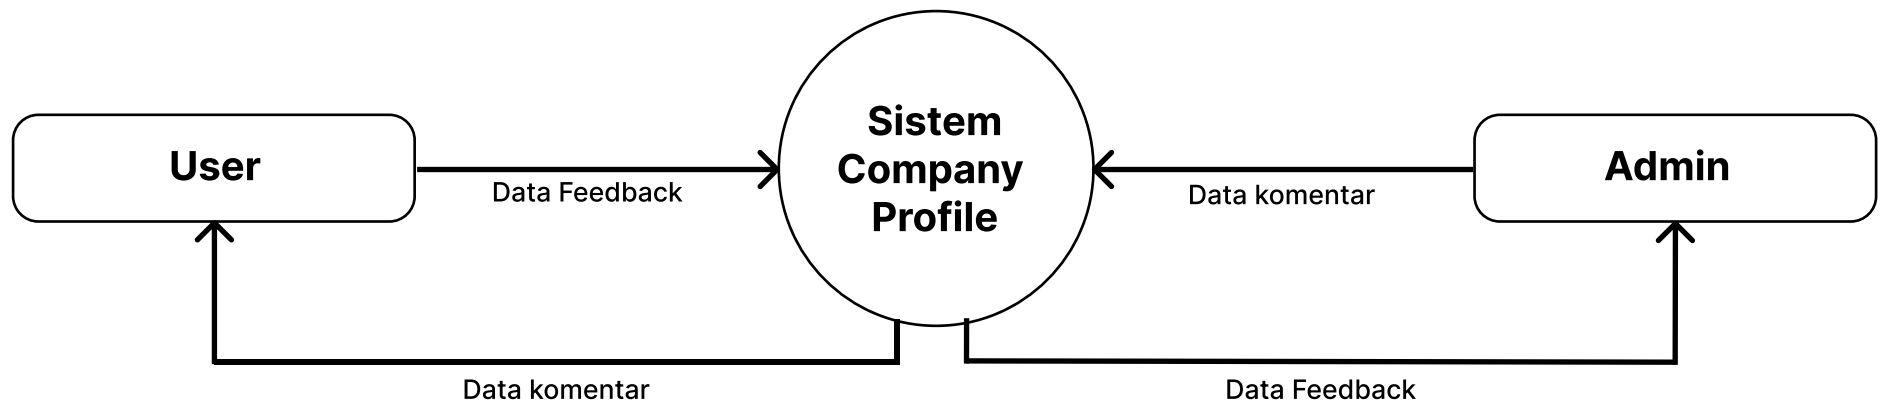 User
Data Feedback
Sistem
Company
Profile
Data komentar
Admin
Data komentar
Data Feedback